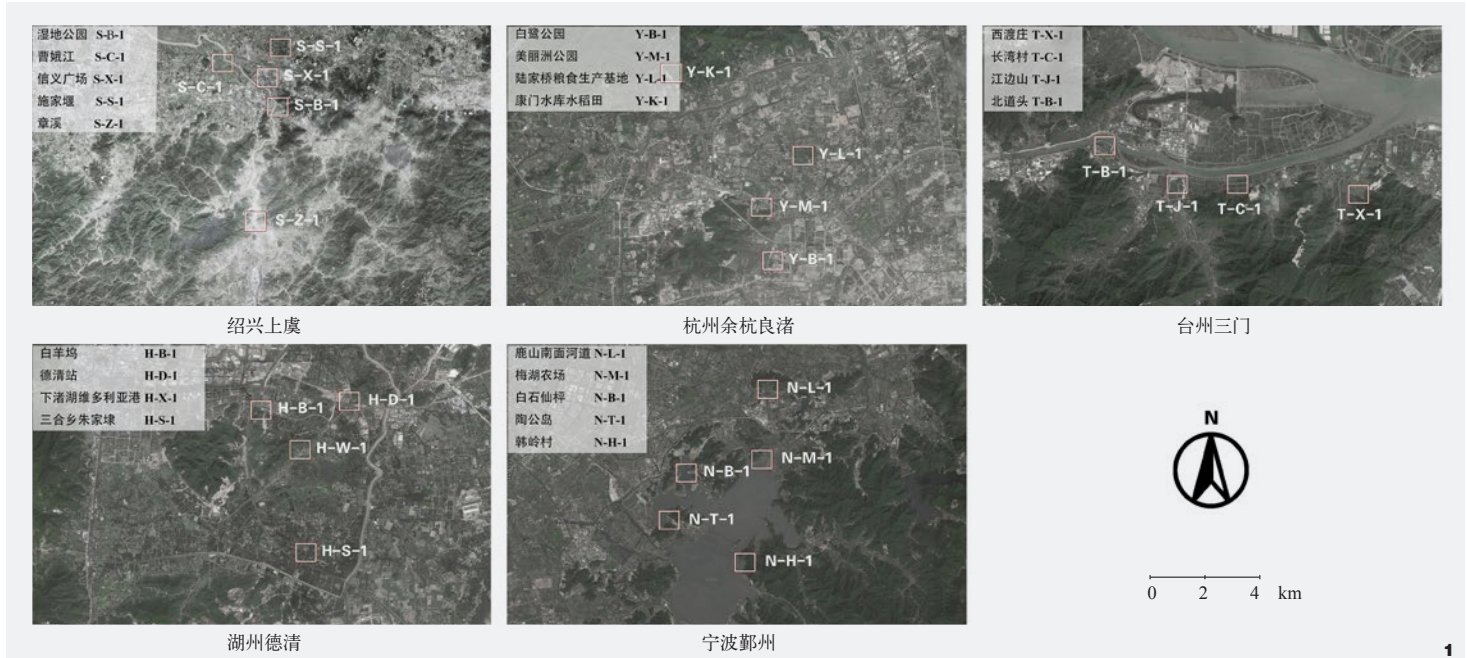 湿地公园 S-B-1
曹娥江 S-C-1
信义广场 S-X-1
施家堰 S-S-1
章溪 S-Z-1
S-S-1
S-C-1
S-X-1
S-B-1
S-Z-1
绍兴上虞
白鹭公园 Y-B-1
美丽洲公园 Y-M-1
陆家桥粮食生产基地 Y-L-1
康门水库水稻田 Y-K-1
Y-K-1
Y-L-1
Y-M-1
Y-B-1
杭州余杭良渚
西渡庄 T-X-1
长湾村 T-C-1
江边山 T-J-1
北道头 T-B-1
T-B-1
T-J-1
T-C-1
T-X-1
台州三门
白羊坞 H-B-1
德清站 H-D-1
下渚湖维多利亚港 H-X-1
三合乡朱家埭 H-S-1
H-B-1
H-D-1
H-W-1
H-S-1
湖州德清
鹿山南面河道 N-L-1
梅湖农场 N-M-1
白石仙枰 N-B-1
陶公岛 N-T-1
韩岭村 N-H-1
N-L-1
N-B-1
N-M-1
N-T-1
N-H-1
宁波鄞州
N
0 2 4 km
1